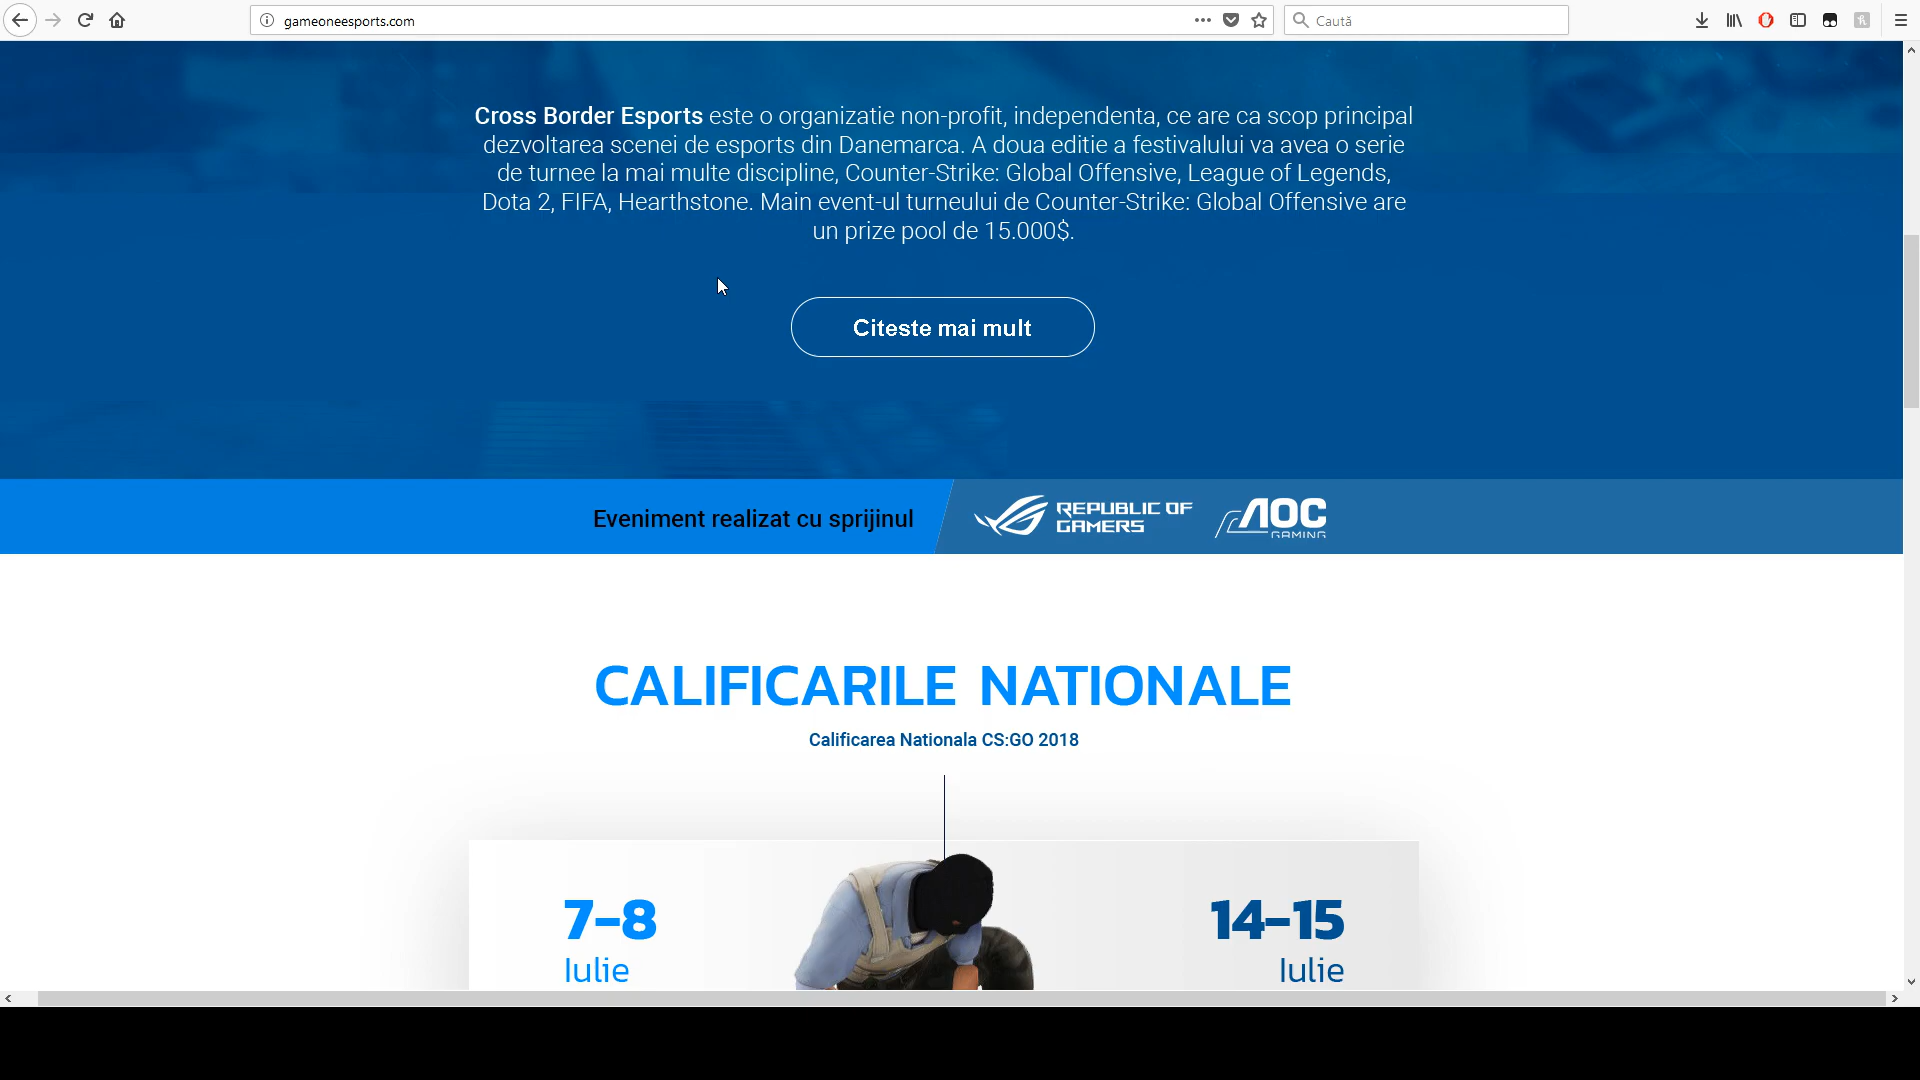 gameoneesports.com
Caută
Cross Border Esports este o organizatie non-profit, independenta, ce are ca scop principal
dezvoltarea scenei de esports din Danemarca. A doua editie a festivalului va avea o serie
de turnee la mai multe discipline, Counter-Strike: Global Offensive, League of Legends,
Dota 2, FIFA, Hearthstone. Main event-ul turneului de Counter-Strike: Global Offensive are
un prize pool de 15.000$.
Citeste mai mult
Eveniment realizat cu sprijinul
REPUBLIC OF
GAMERS
AOC
GAMING
CALIFICARILE NATIONALE
Calificarea Nationala CS:GO 2018
7-8
Iulie
14-15
Iulie